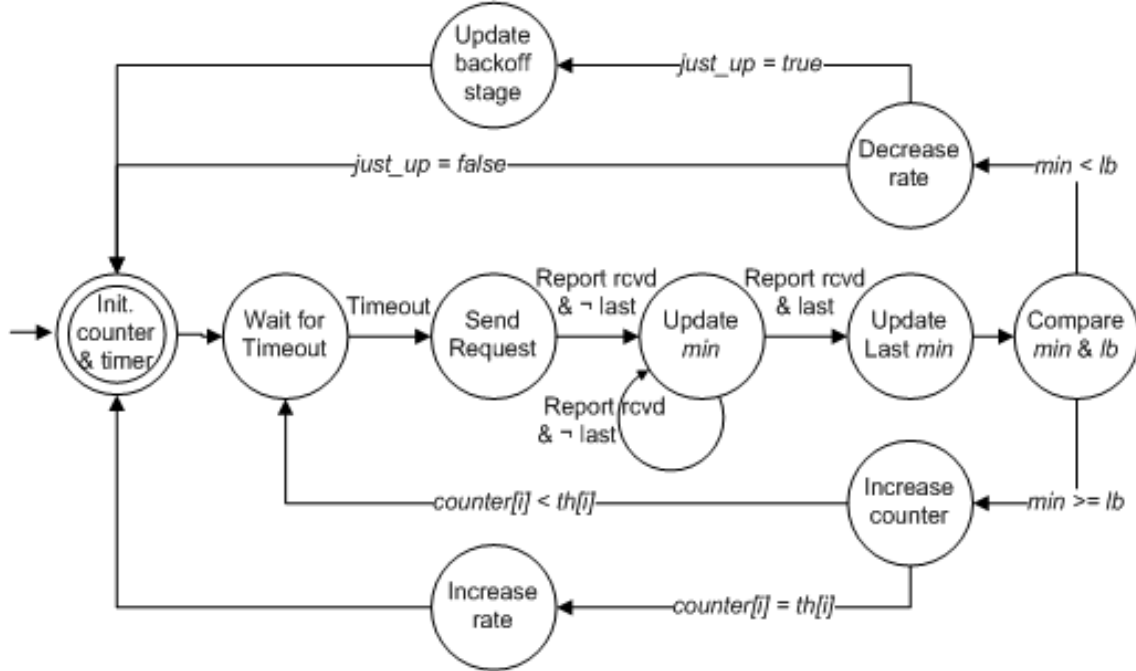 Update
backoff
stage
just_up = true
Decrease
rate
just_up = false
min < lb
Init.
counter
& timer
Wait for
Timeout
Timeout
Send
Request
Report rcvd
& ¬ last
Update
min
Report rcvd
& ¬ last
Report rcvd
& last
Update
Last min
Compare
min & lb
Increase
counter
min >= lb
counter[i] < th[i]
Increase
rate
counter[i] = th[i]